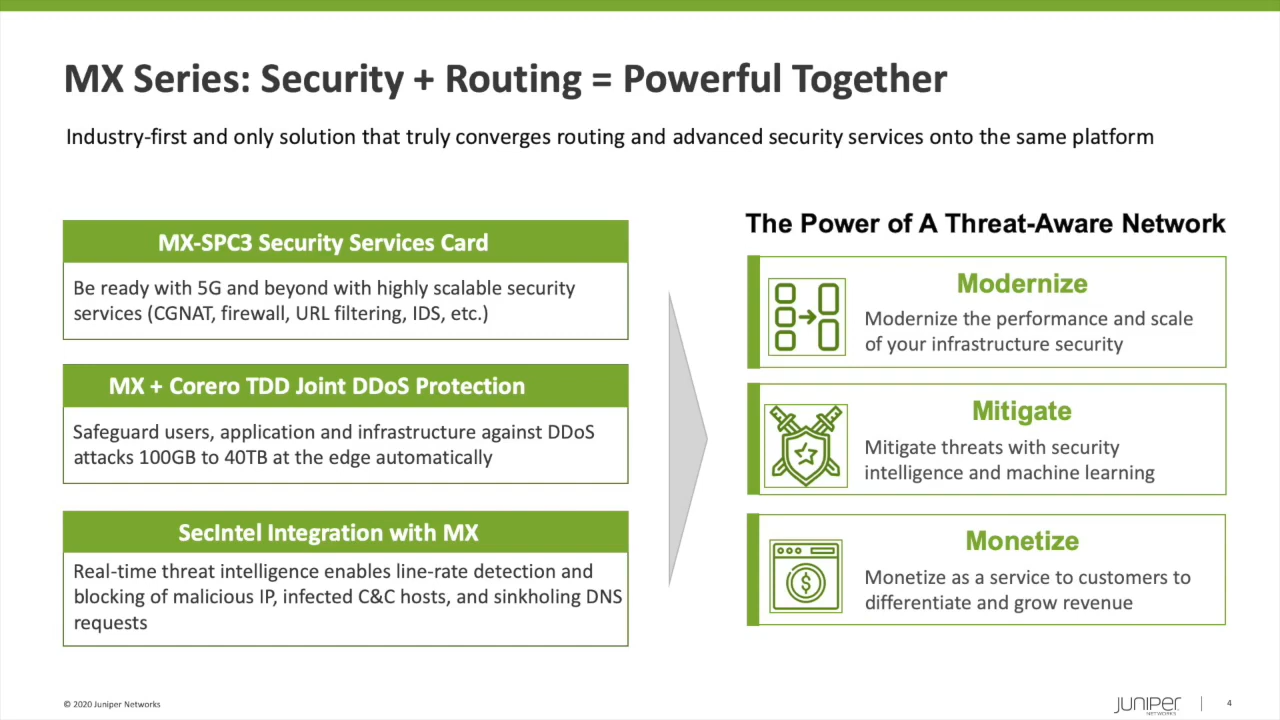 MX Series: Security + Routing = Powerful Together
Industry-first and only solution that truly converges routing and advanced security services onto the same platform
MX-SPC3 Security Services Card
Be ready with 5G and beyond with highly scalable security
services (CGNAT, firewall, URL filtering, IDS, etc.)
MX + Corero TDD Joint DDoS Protection
Safeguard users, application and infrastructure against DDoS
attacks 100GB to 40TB at the edge automatically
SecIntel Integration with MX
Real-time threat intelligence enables line-rate detection and
blocking of malicious IP, infected C&C hosts, and sinkholing DNS
requests
The Power of A Threat-Aware Network
Modernize
Modernize the performance and scale
of your infrastructure security
Mitigate
Mitigate threats with security
intelligence and machine learning
$
Monetize
Monetize as a service to customers to
differentiate and grow revenue
© 2020 Juniper Networks
JUNIPER
NETWORKS
4